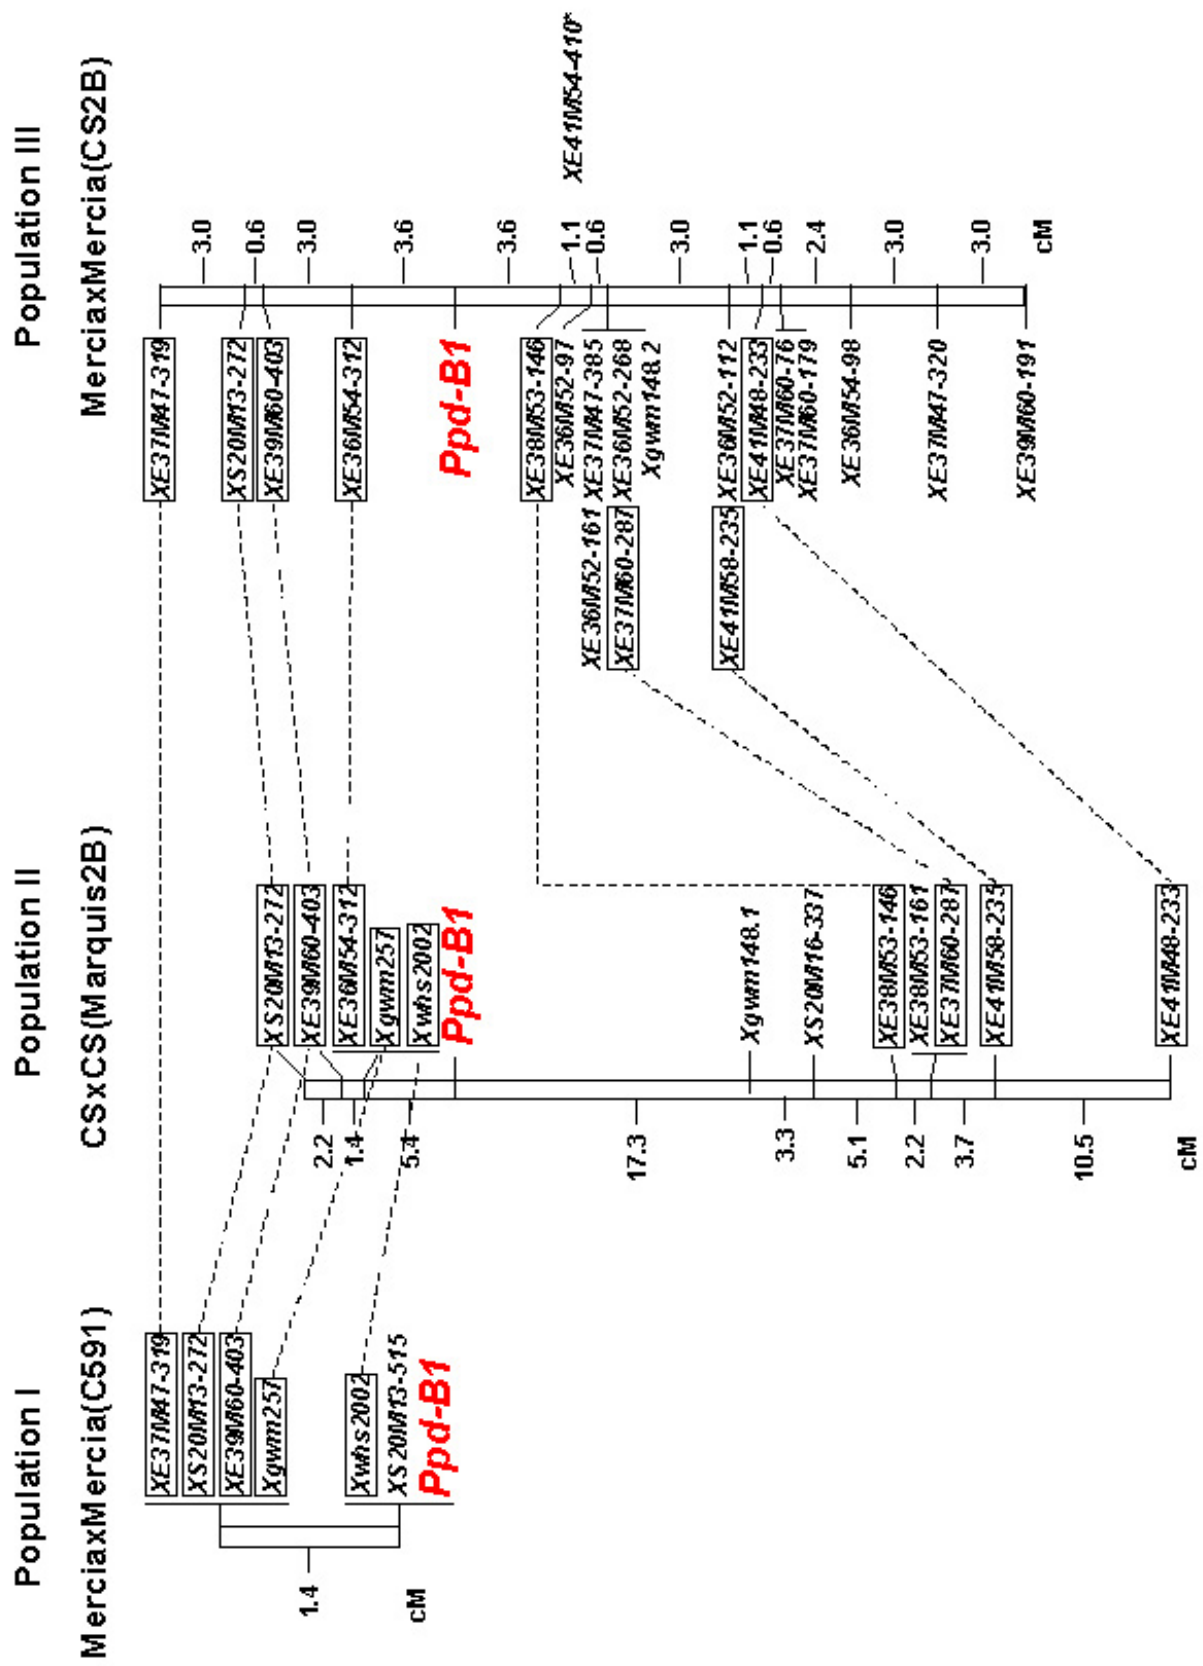 Population I
MerciaxMercia(C591)
XE37M47-319
XS20M13-272
XE39M60-403
Xgwm257
Xwhs2002
XS20M13-515
Ppd-B1
1.4
cM
Population II
CSxCS(Marquis2B)
XS20M13-272
XE39M60-403
XE36M54-312
Xgwm257
Xwhs2002
Ppd-B1
Xgwm148.1
XS20M16-337
XE38M53-146
XE38M53-161
XE37M60-287
XE41M58-235
XE41M48-233
2.2
1.4
5.4
17.3
3.3
5.1
2.2
3.7
10.5
cM
Population III
MerciaxMercia(CS2B)
XE37M47-319
XS20M13-272
XE39M60-403
XE36M54-312
Ppd-B1
XE38M53-146
XE36M52-97
XE36M52-161 XE37M47-385
XE37M60-287 XE36M52-268
Xgwm148.2
XE41M58-235 XE36M52-112
XE41M48-233
XE37M60-76
XE37M60-179
XE36M54-98
XE37M47-320
XE39M60-191
3.0
0.6
3.0
3.6
3.6
1.1
0.6
3.0
1.1
0.6
2.4
3.0
3.0
cM
XE41M54-410*